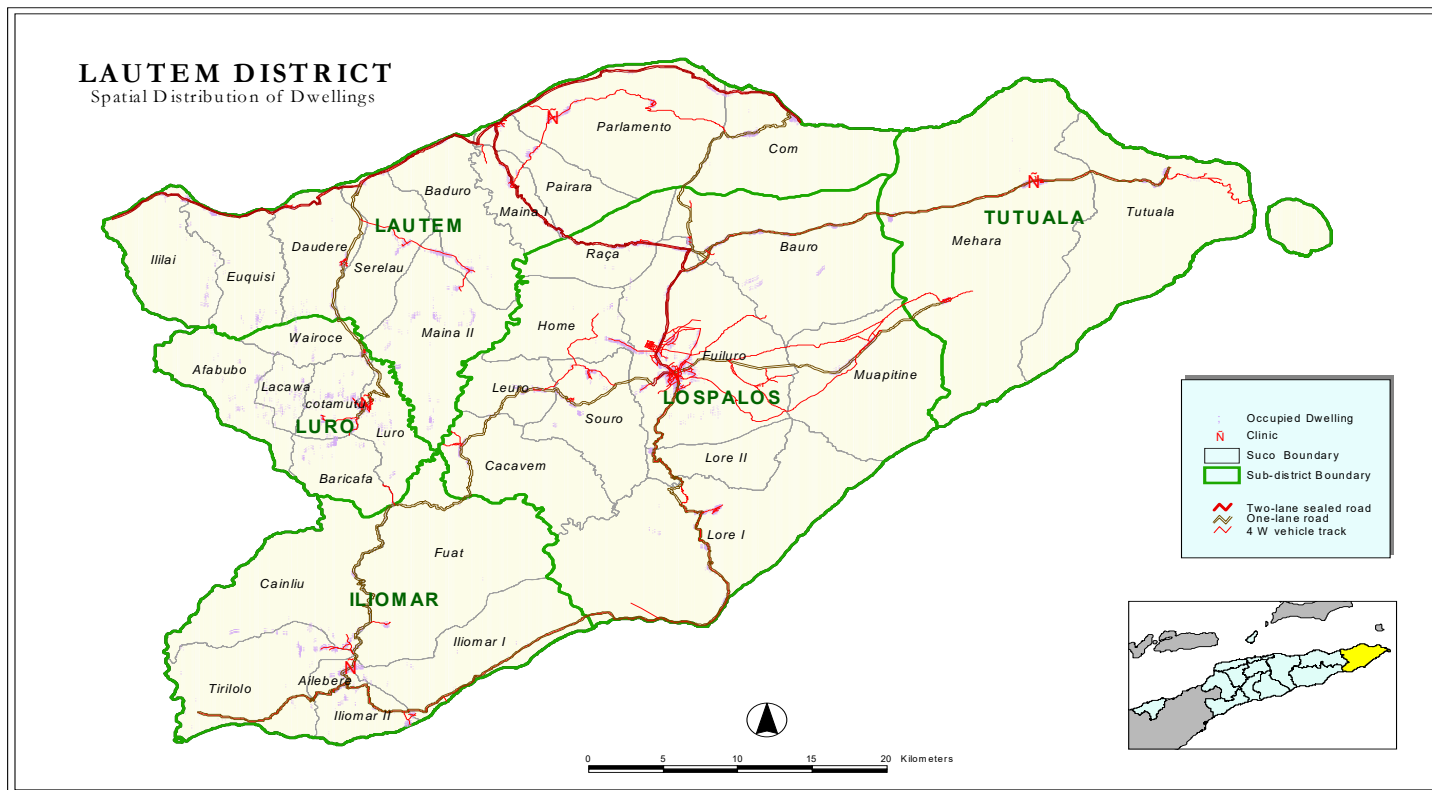 LAUTEM DISTRICT
Spatial Distribution of Dwellings
Parlamento
Com
Pairara
Baduro
Maina I
LAUTEM
Daudere
Serelau
Ililai
Euquisi
Raça
Bauro
TUTUALA
Tutuala
Mehara
Maina II
Home
Wairoce
Afabubo
Lacawa
cotamutu
LURO
Luro
Baricafa
Leuro
Fuiluro
LOSPALOS
Muapitine
Souro
Cacavem
Lore II
Lore I
Fuat
Cainliu
ILIOMAR
Iliomar I
Ailebere
Tirilolo
Iliomar II
Ñ
Ñ
Ñ
Occupied Dwelling
Ñ Clinic
Suco Boundary
Sub-district Boundary
Two-lane sealed road
One-lane road
4 W vehicle track
0 5 10 15 20 Kilometers